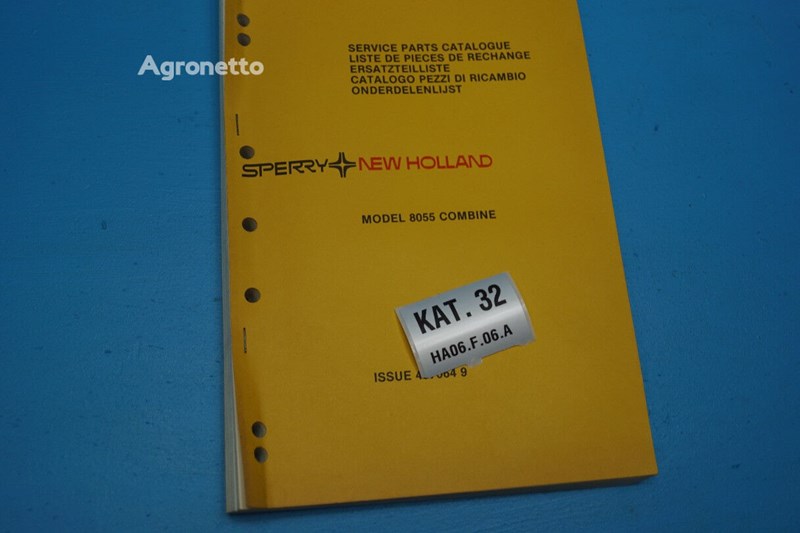 Agronetto
SERVICE PARTS CATALOGUE
LISTE DE PIECES DE RECHANGE
ERSATZTEILLISTE
CATALOGO PEZZI DI RICAMBIO
ONDERDELENLIJST
SPERRY NEW HOLLAND
MODEL 8055 COMBINE
KAT. 32
HA06.F.06.A
ISSUE 9